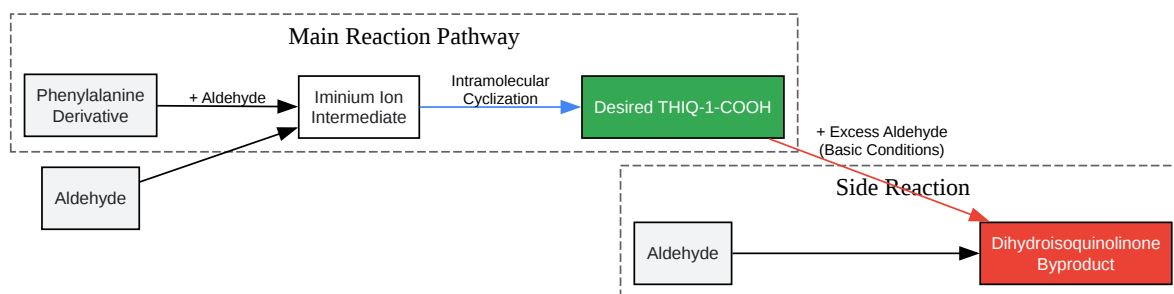 Main Reaction Pathway
Phenylalanine
Derivative
+ Aldehyde
Iminium Ion
Intermediate
Intramolecular
Cyclization
Desired THIQ-1-COOH
Aldehyde
+ Excess Aldehyde
(Basic Conditions)
Side Reaction
Aldehyde
Dihydroisoquinolinone
Byproduct